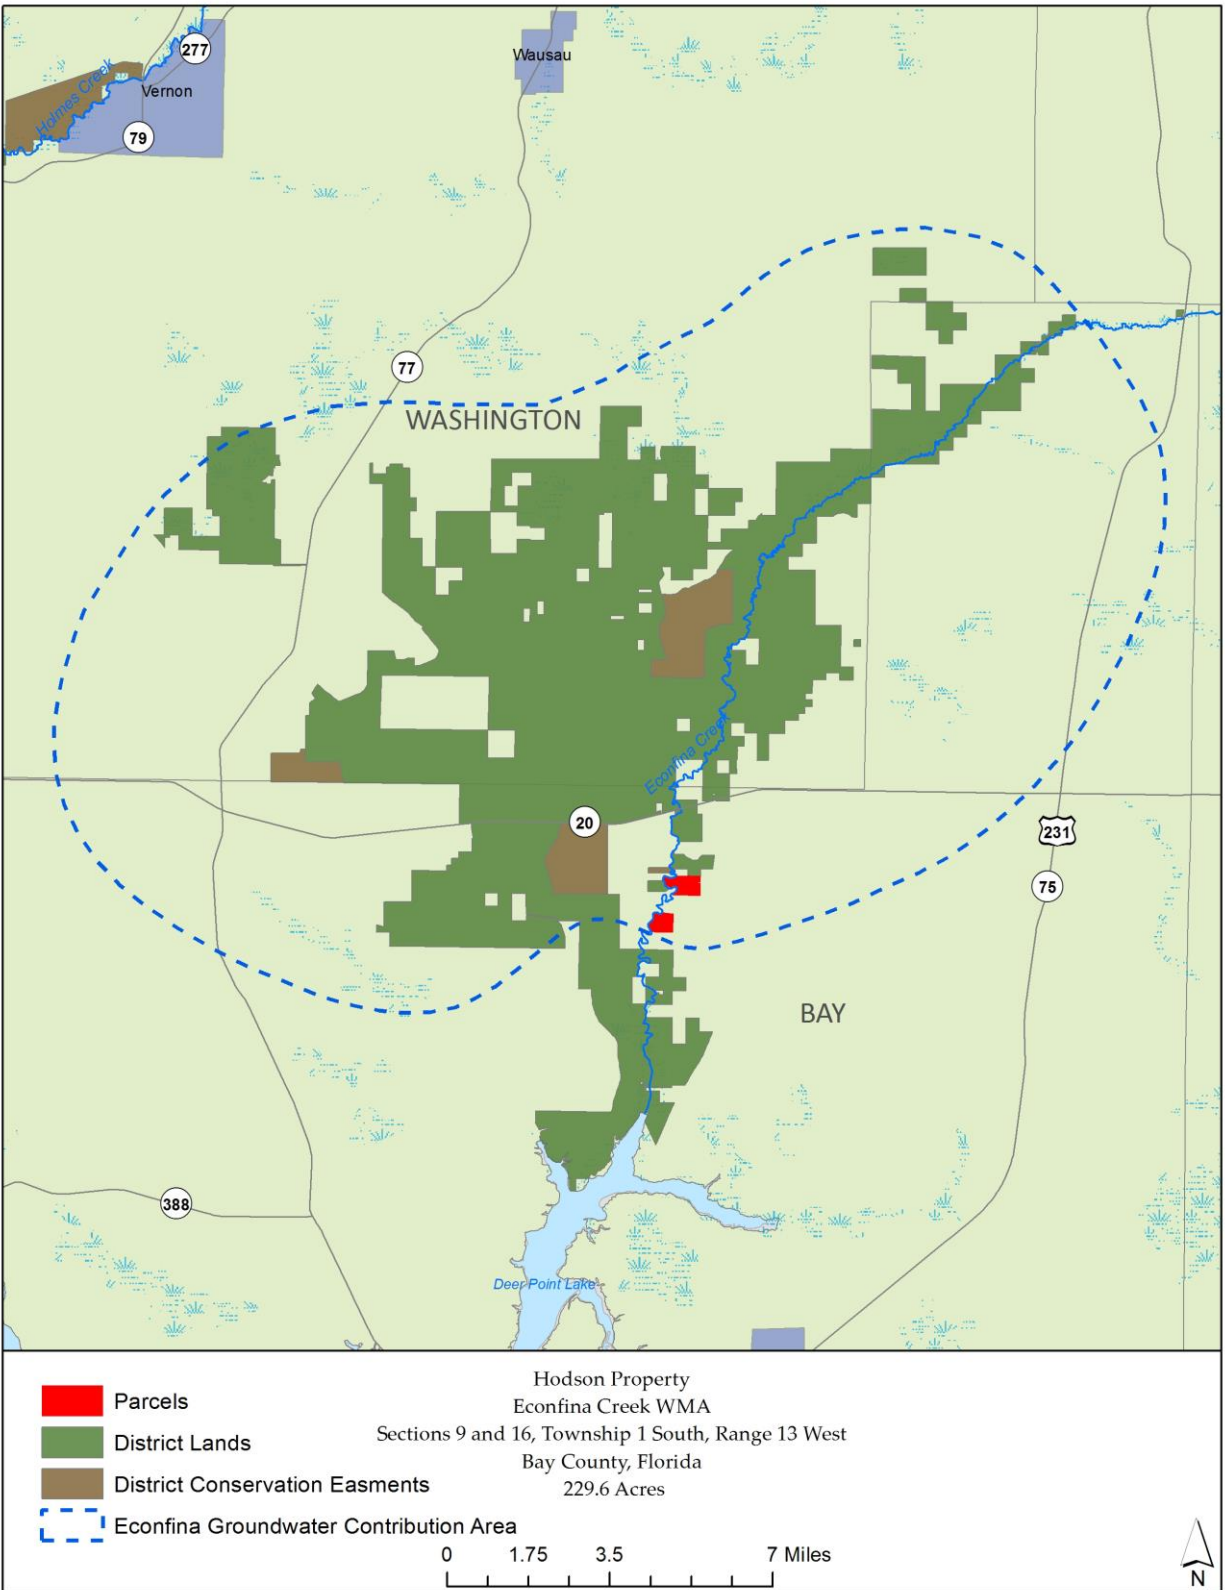 277
Wausau
Holmes Creek
Vernon
79
77
WASHINGTON
Econfina Creek
20
231
75
BAY
388
Deer Point Lake
Hodson Property
Econfina Creek WMA
Sections 9 and 16, Township 1 South, Range 13 West
Bay County, Florida
229.6 Acres
Parcels
District Lands
District Conservation Easments
Econfina Groundwater Contribution Area
0 1.75 3.5 7 Miles
N